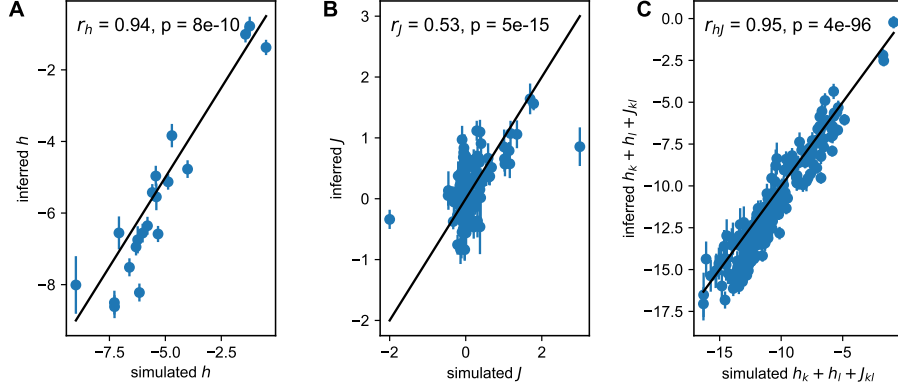 A
r_h = 0.94, p = 8e-10
−2
−4
−6
−8
inferred h
−7.5
−5.0
−2.5
simulated h
B
r_J = 0.53, p = 5e-15
3
2
1
0
−1
−2
inferred J
−2
0
2
simulated J
C
r_hJ = 0.95, p = 4e-96
0.0
−2.5
−5.0
−7.5
−10.0
−12.5
−15.0
−17.5
inferred h_k + h_l + J_kl
−15
−10
−5
simulated h_k + h_l + J_kl